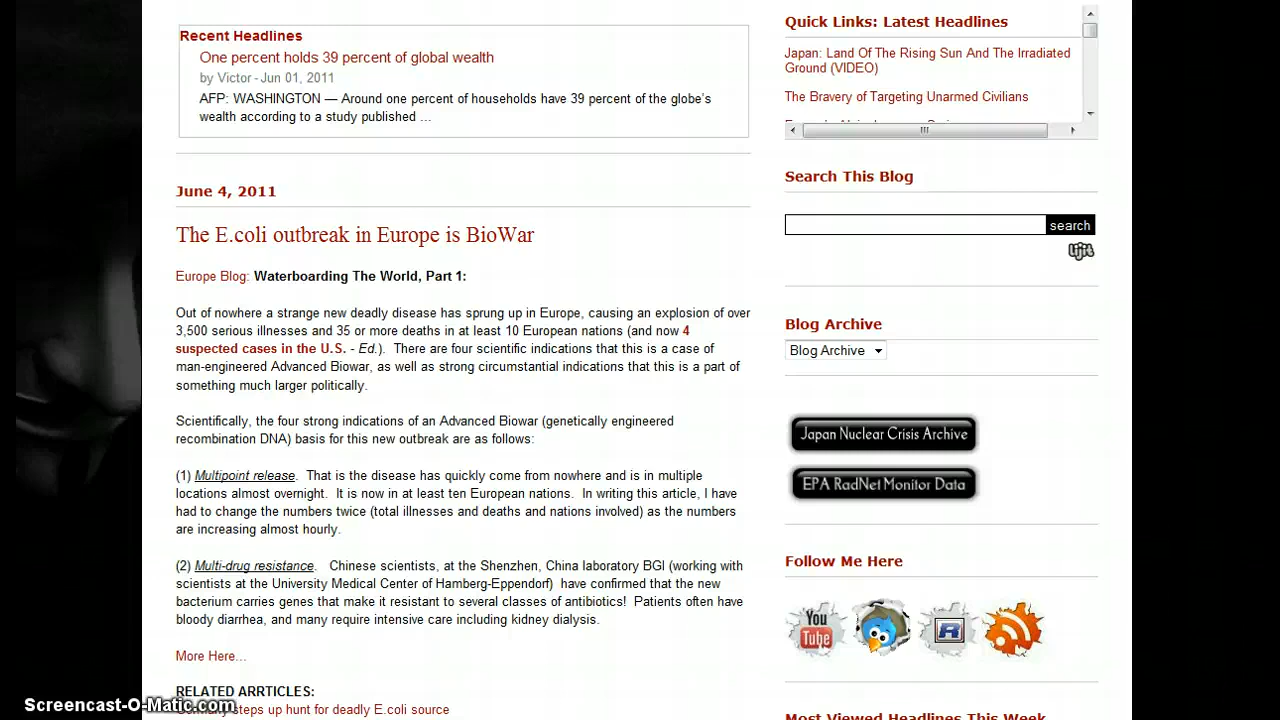 Recent Headlines
One percent holds 39 percent of global wealth
by Victor - Jun 01, 2011
AFP: WASHINGTON — Around one percent of households have 39 percent of the globe's
wealth according to a study published ...
June 4, 2011
The E.coli outbreak in Europe is BioWar
Europe Blog: Waterboarding The World, Part 1:
Out of nowhere a strange new deadly disease has sprung up in Europe, causing an explosion of over
3,500 serious illnesses and 35 or more deaths in at least 10 European nations (and now 4
suspected cases in the U.S. - Ed.). There are four scientific indications that this is a case of
man-engineered Advanced Biowar, as well as strong circumstantial indications that this is a part of
something much larger politically.
Scientifically, the four strong indications of an Advanced Biowar (genetically engineered
recombination DNA) basis for this new outbreak are as follows:
(1) Multipoint release. That is the disease has quickly come from nowhere and is in multiple
locations almost overnight. It is now in at least ten European nations. In writing this article, I have
had to change the numbers twice (total illnesses and deaths and nations involved) as the numbers
are increasing almost hourly.
(2) Multi-drug resistance. Chinese scientists, at the Shenzhen, China laboratory BGI (working with
scientists at the University Medical Center of Hamberg-Eppendorf) have confirmed that the new
bacterium carries genes that make it resistant to several classes of antibiotics! Patients often have
bloody diarrhea, and many require intensive care including kidney dialysis.
More Here...
RELATED ARRTICLES:
steps up hunt for deadly E.coli source
Quick Links: Latest Headlines
Japan: Land Of The Rising Sun And The Irradiated
Ground (VIDEO)
The Bravery of Targeting Unarmed Civilians
Search This Blog
search
lijit
Blog Archive
Blog Archive
Japan Nuclear Crisis Archive
EPA RadNet Monitor Data
Follow Me Here
You
Tube
R
Most Viewed Headlines This Week
Screencast-O-Matic.com